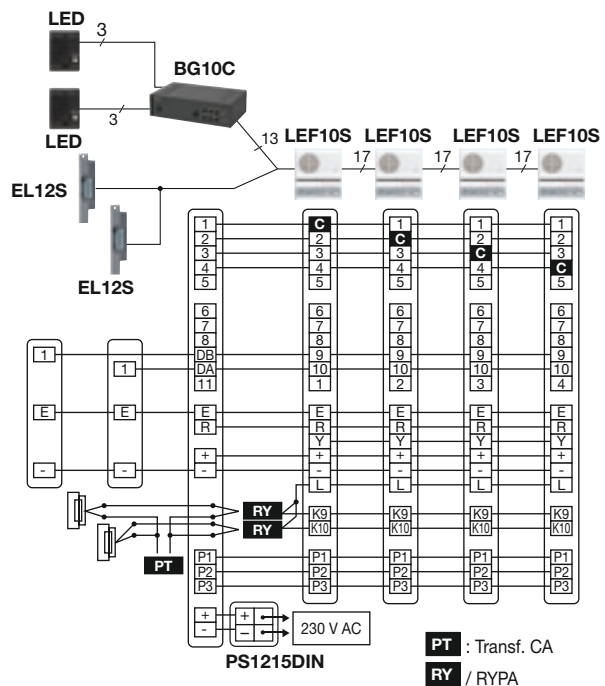 LED
3
BG10C
3
LED
13
LEF10S LEF10S LEF10S LEF10S
17 17 17
EL12S
EL12S
1 C 1 1 1
2 2 C 2 2
3 3 3 C 3
4 4 4 4 C
5 5 5 5 5
6 6 6 6 6
7 7 7 7 7
8 8 8 8 8
1 DB 9 9 9 9
1 DA 10 10 10 10
11 1 2 3 4
E E E E E E E
R R R R R
Y Y Y Y
+ + + + +
- - - - - - -
L L L L
RY K9 K9 K9 K9
RY K10 K10 K10 K10
PT
P1 P1 P1 P1 P1
P2 P2 P2 P2 P2
P3 P3 P3 P3 P3
+ +
- −
230 V AC
PS1215DIN
PT : Transf. CA
RY / RYPA